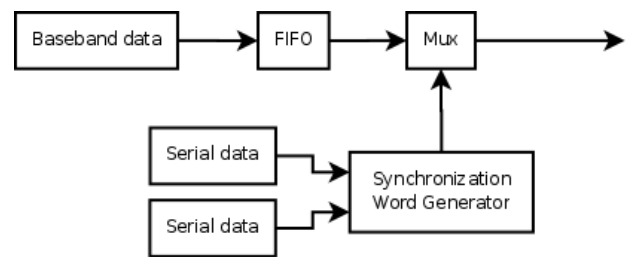 Baseband data
FIFO
Mux
Serial data
Synchronization
Word Generator
Serial data